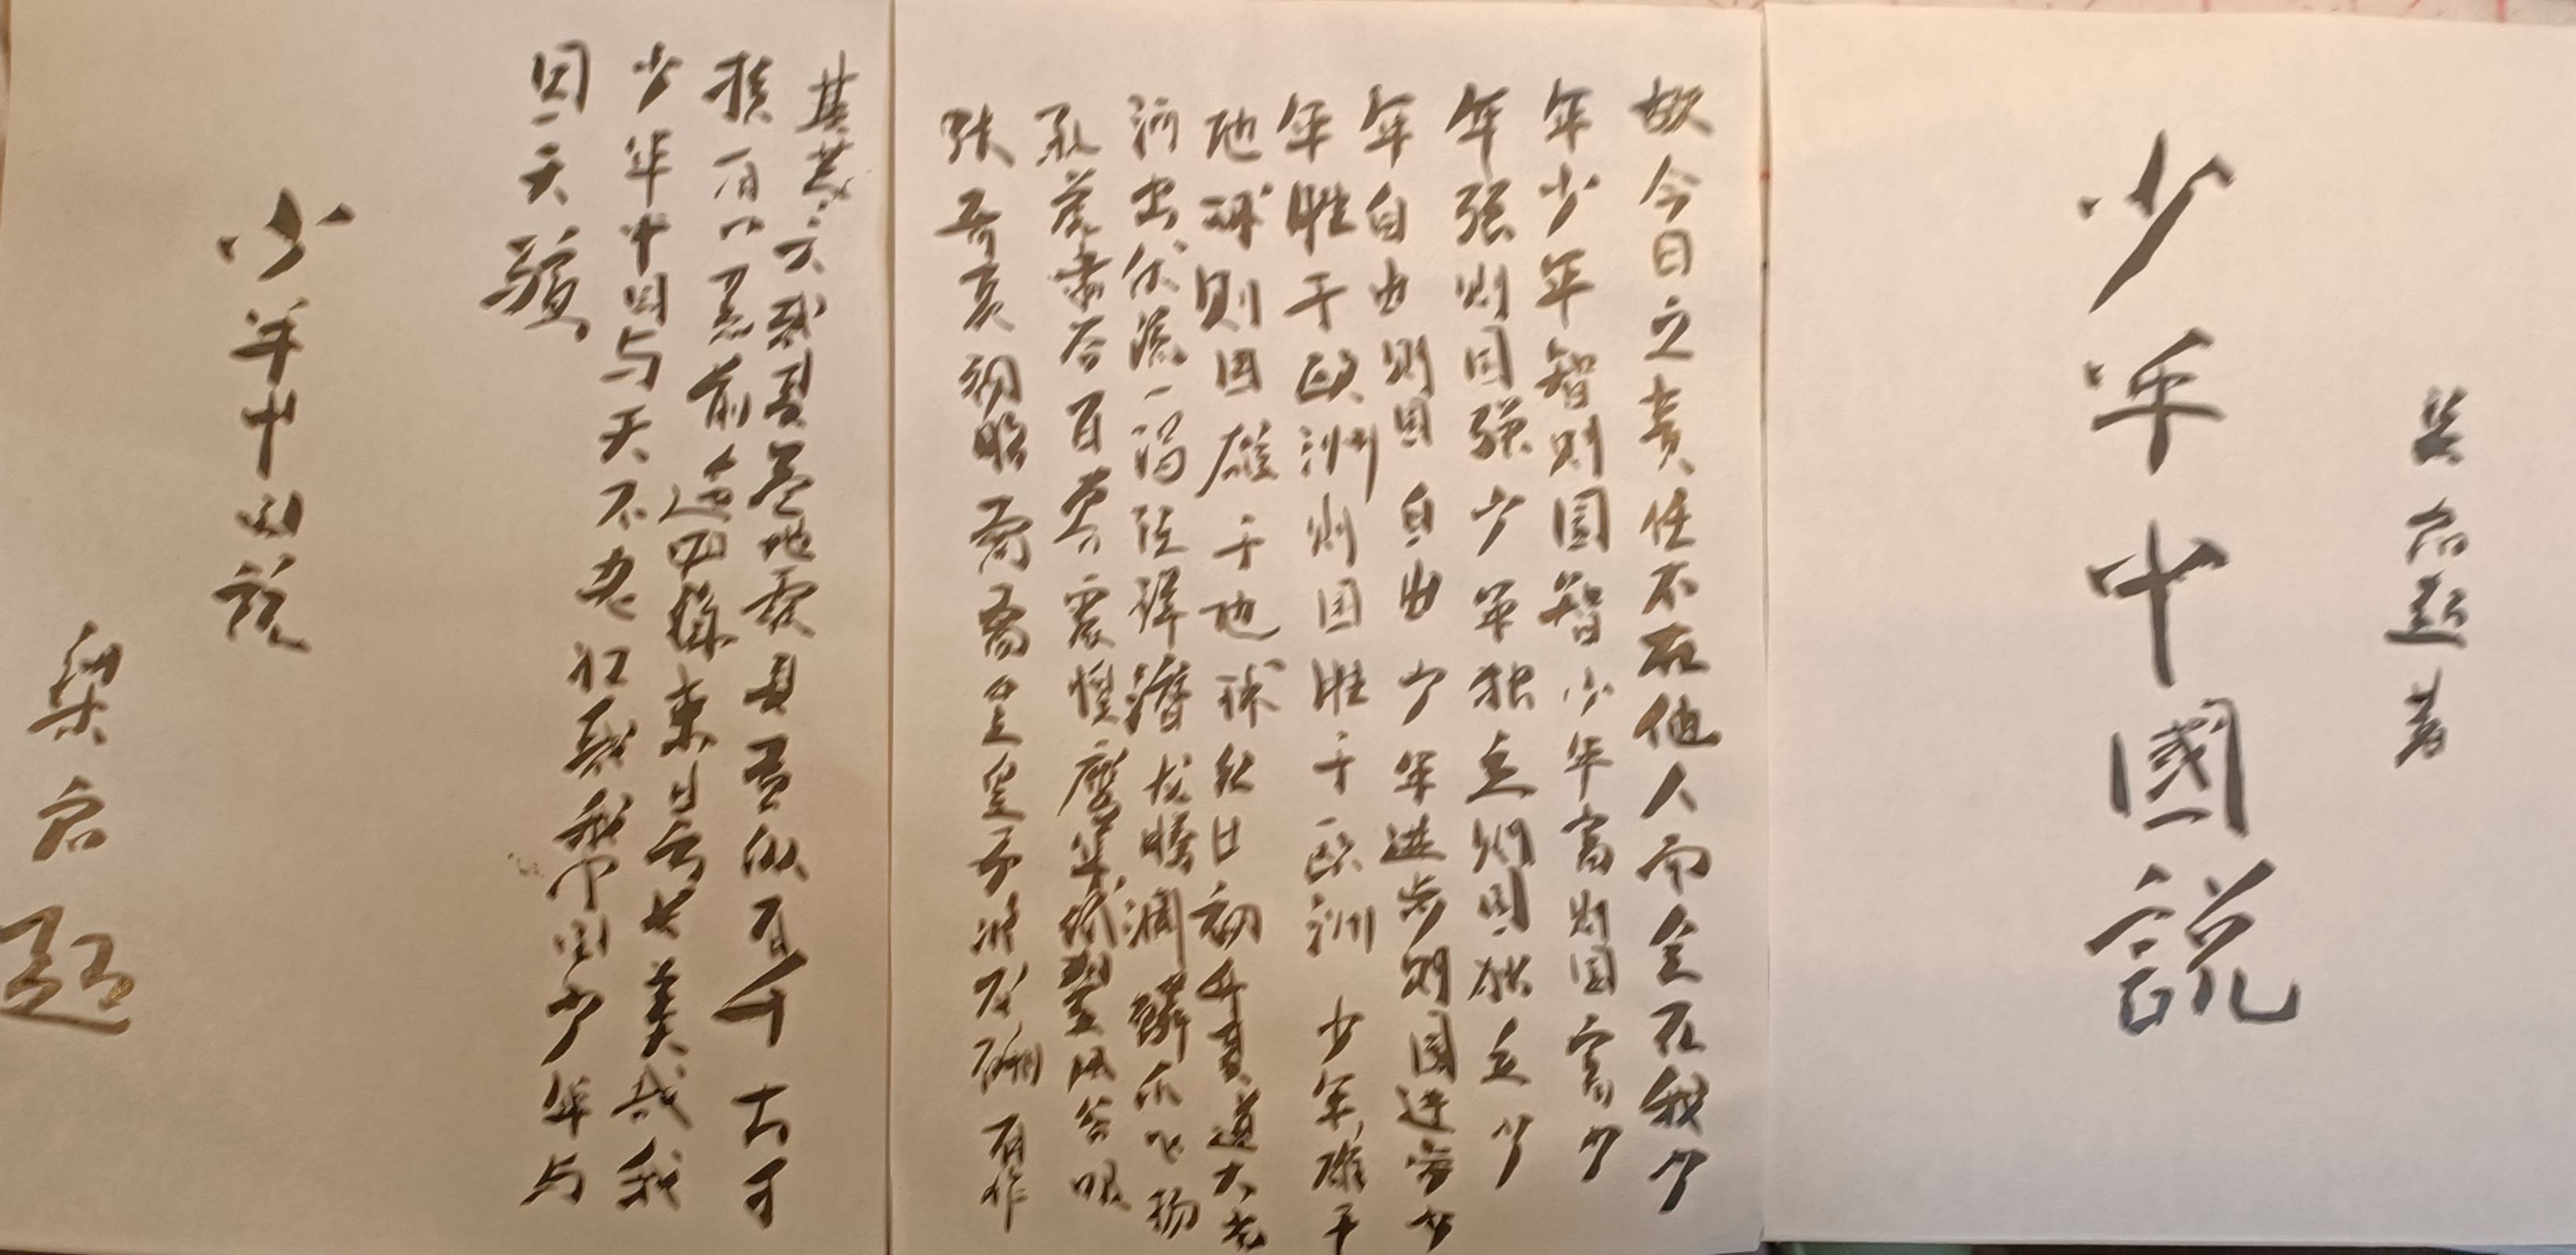 梁启超著
少年中國説
故今日之责任不在他人而全在我少
年少年智则国智少年富则国富少
年强则国强少年独立则国独立少
年自由则国自由少年进步则国进步少
年胜于欧洲则国胜于欧洲少年雄于
地球则国雄于地球红日初升其道大光
河出伏流一泻汪洋潜龙腾渊鳞爪飞扬
乳虎啸谷百兽震惶鹰隼试翼风尘吸
张奇花初胎矞矞皇皇干将发硎有作
其芒天戴其苍地履其黄纵有千古
横有八荒前途似海来日方长美哉我
少年中国与天不老壮哉我中国少年与
国无疆
少年中国说
梁启超